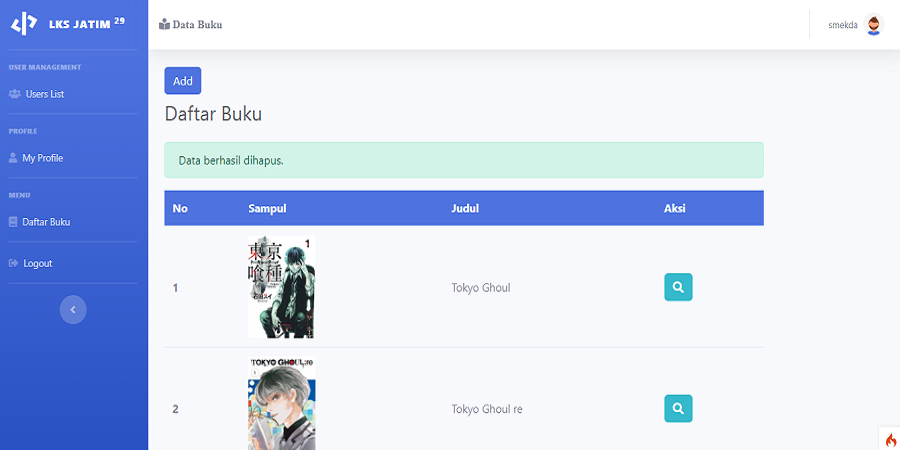 LKS JATIM 29
Data Buku
smekda
USER MANAGEMENT
Users List
PROFILE
My Profile
MENU
Daftar Buku
Logout
Add
Daftar Buku
Data berhasil dihapus.
No Sampul Judul Aksi
1
東京
喰種
1 Tokyo Ghoul
TOKYO GHOUL:re
2 Tokyo Ghoul re